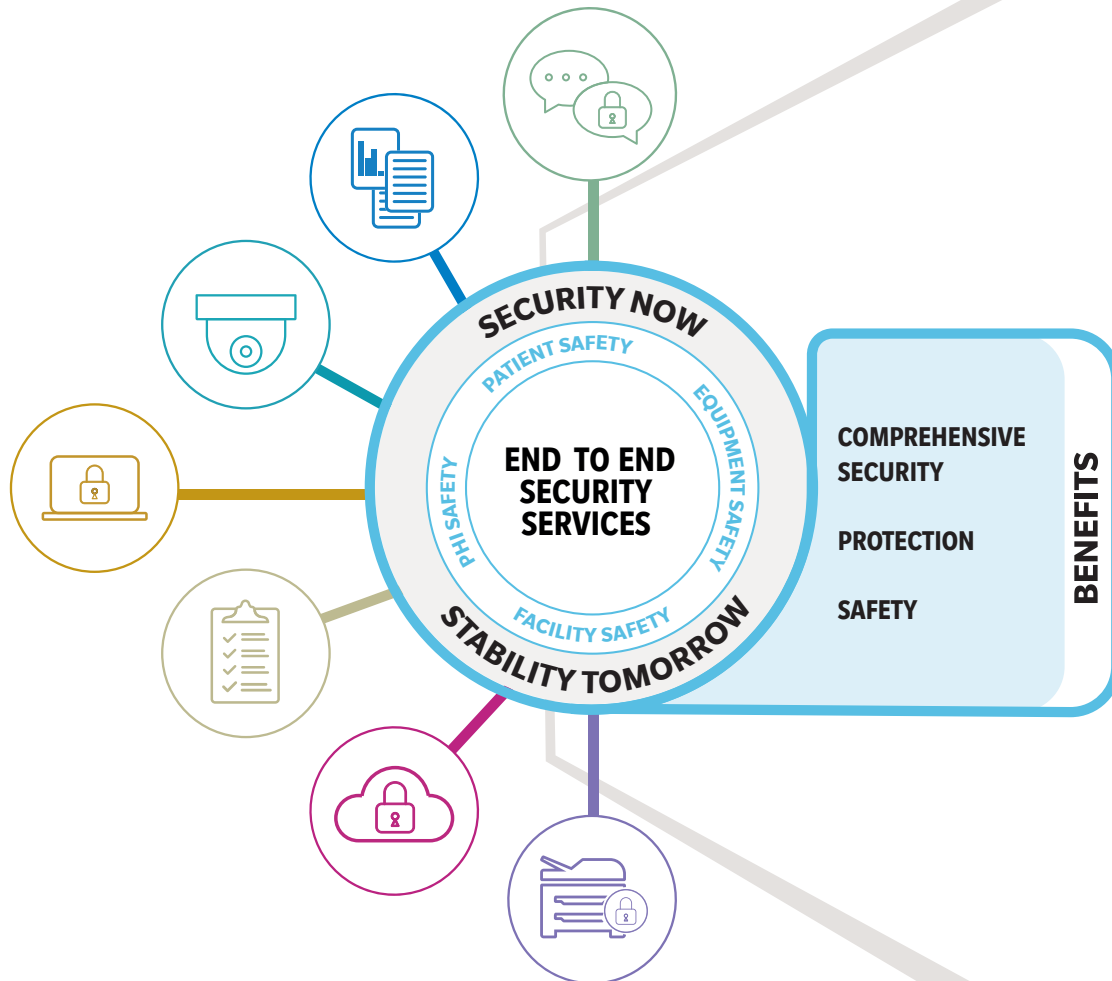 SECURITY NOW
PATIENT SAFETY
EQUIPMENT SAFETY
PHI SAFETY
END TO END
SECURITY
SERVICES
FACILITY SAFETY
STABILITY TOMORROW
COMPREHENSIVE
SECURITY
PROTECTION
SAFETY
BENEFITS